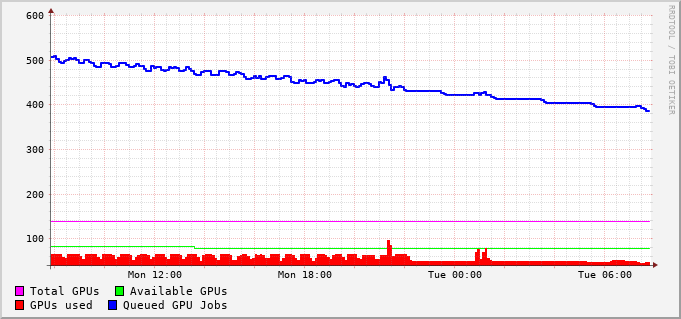 600
500
400
300
200
100
Mon 12:00 Mon 18:00 Tue 00:00 Tue 06:00
Total GPUs Available GPUs
GPUs used Queued GPU Jobs
RRDTOOL / TOBI OETIKER